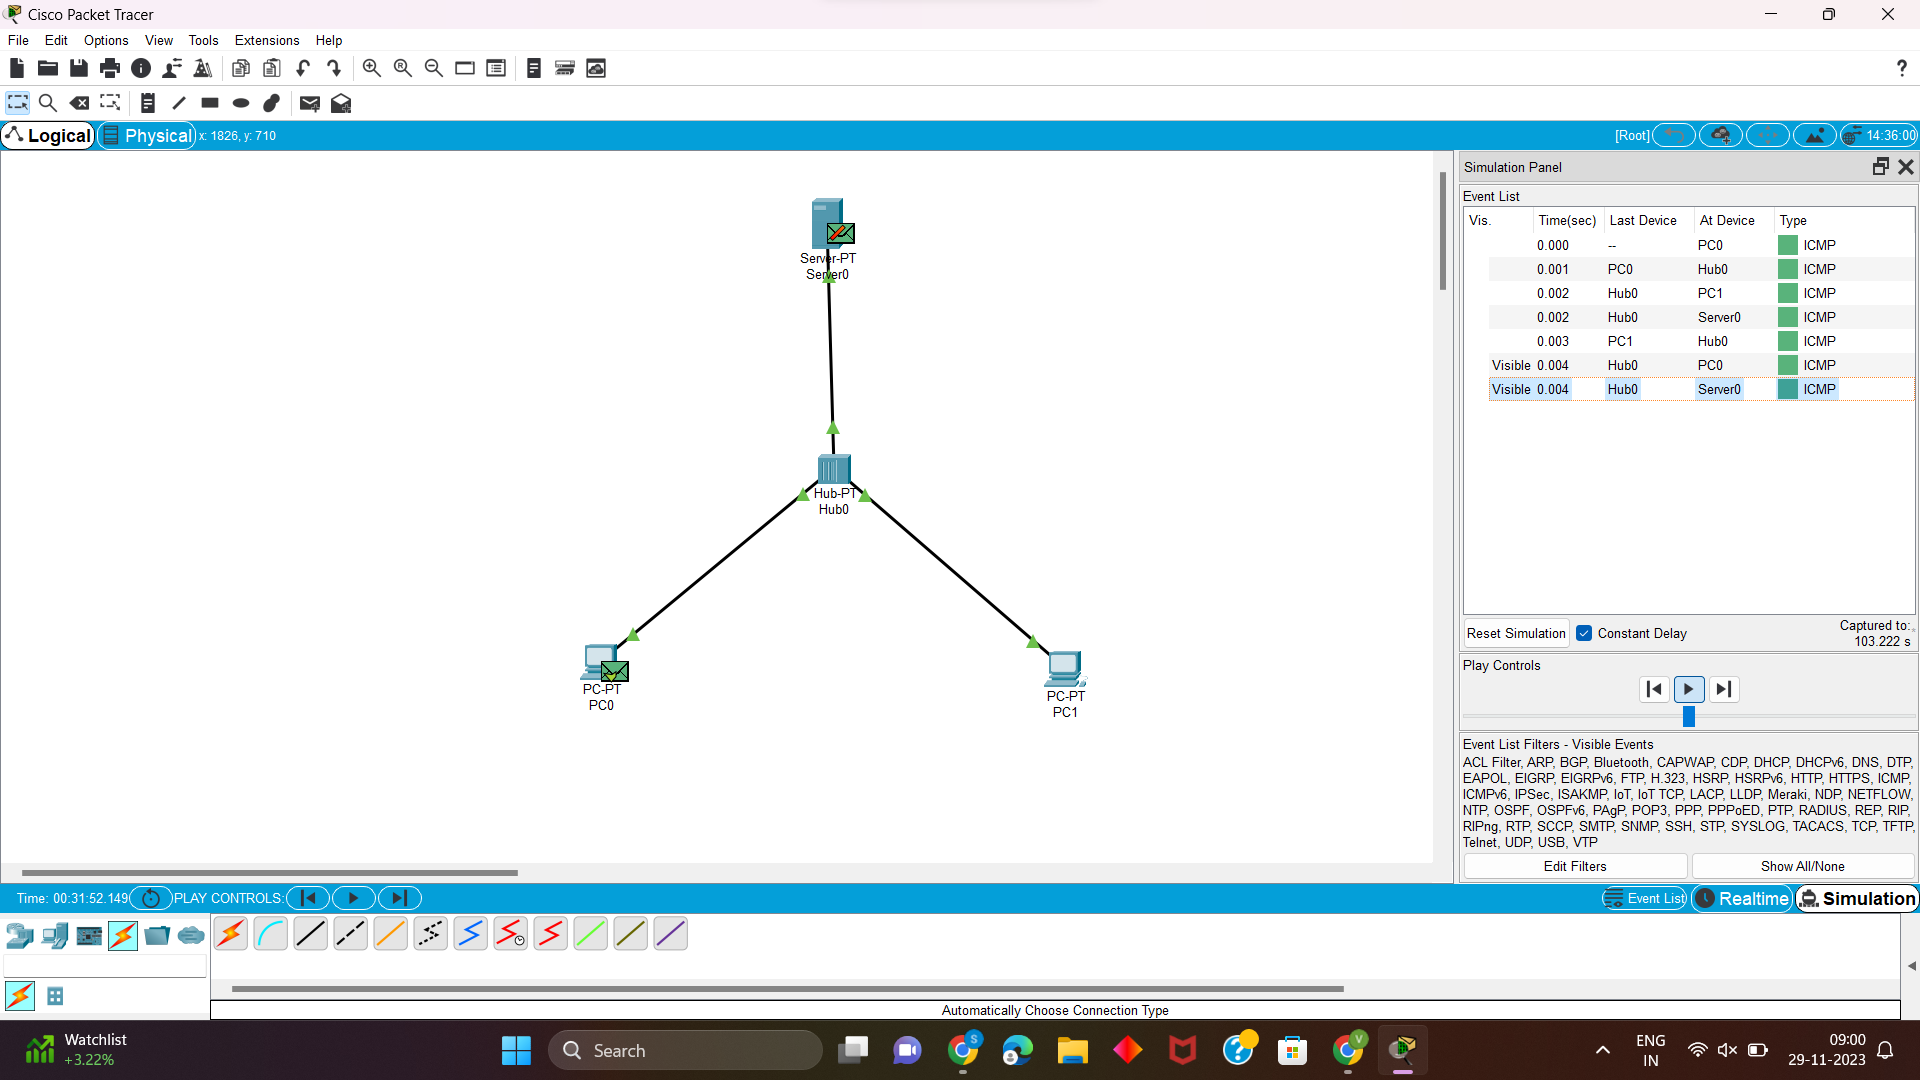 Cisco Packet Tracer
File Edit Options View Tools Extensions Help
?
Logical Physical x: 1826, y: 710 [Root] 14:36:00
Simulation Panel
Event List
Vis. Time(sec) Last Device At Device Type
0.000 -- PC0 ICMP
0.001 PC0 Hub0 ICMP
0.002 Hub0 PC1 ICMP
0.002 Hub0 Server0 ICMP
0.003 PC1 Hub0 ICMP
Visible 0.004 Hub0 PC0 ICMP
Visible 0.004 Hub0 Server0 ICMP
Server-PT
Server0
Hub-PT
Hub0
PC-PT
PC0
PC-PT
PC1
Reset Simulation Constant Delay Captured to:
103.222 s
Play Controls
Event List Filters - Visible Events
ACL Filter, ARP, BGP, Bluetooth, CAPWAP, CDP, DHCP, DHCPv6, DNS, DTP,
EAPOL, EIGRP, EIGRPv6, FTP, H.323, HSRP, HSRPv6, HTTP, HTTPS, ICMP,
ICMPv6, IPSec, ISAKMP, IoT, IoT TCP, LACP, LLDP, Meraki, NDP, NETFLOW,
NTP, OSPF, OSPFv6, PAgP, POP3, PPP, PPPoED, PTP, RADIUS, REP, RIP,
RIPng, RTP, SCCP, SMTP, SNMP, SSH, STP, SYSLOG, TACACS, TCP, TFTP,
Telnet, UDP, USB, VTP
Edit Filters Show All/None
Time: 00:31:52.149 PLAY CONTROLS: Event List Realtime Simulation
Automatically Choose Connection Type
Watchlist
+3.22%
Search
S
V
ENG
IN
09:00
29-11-2023